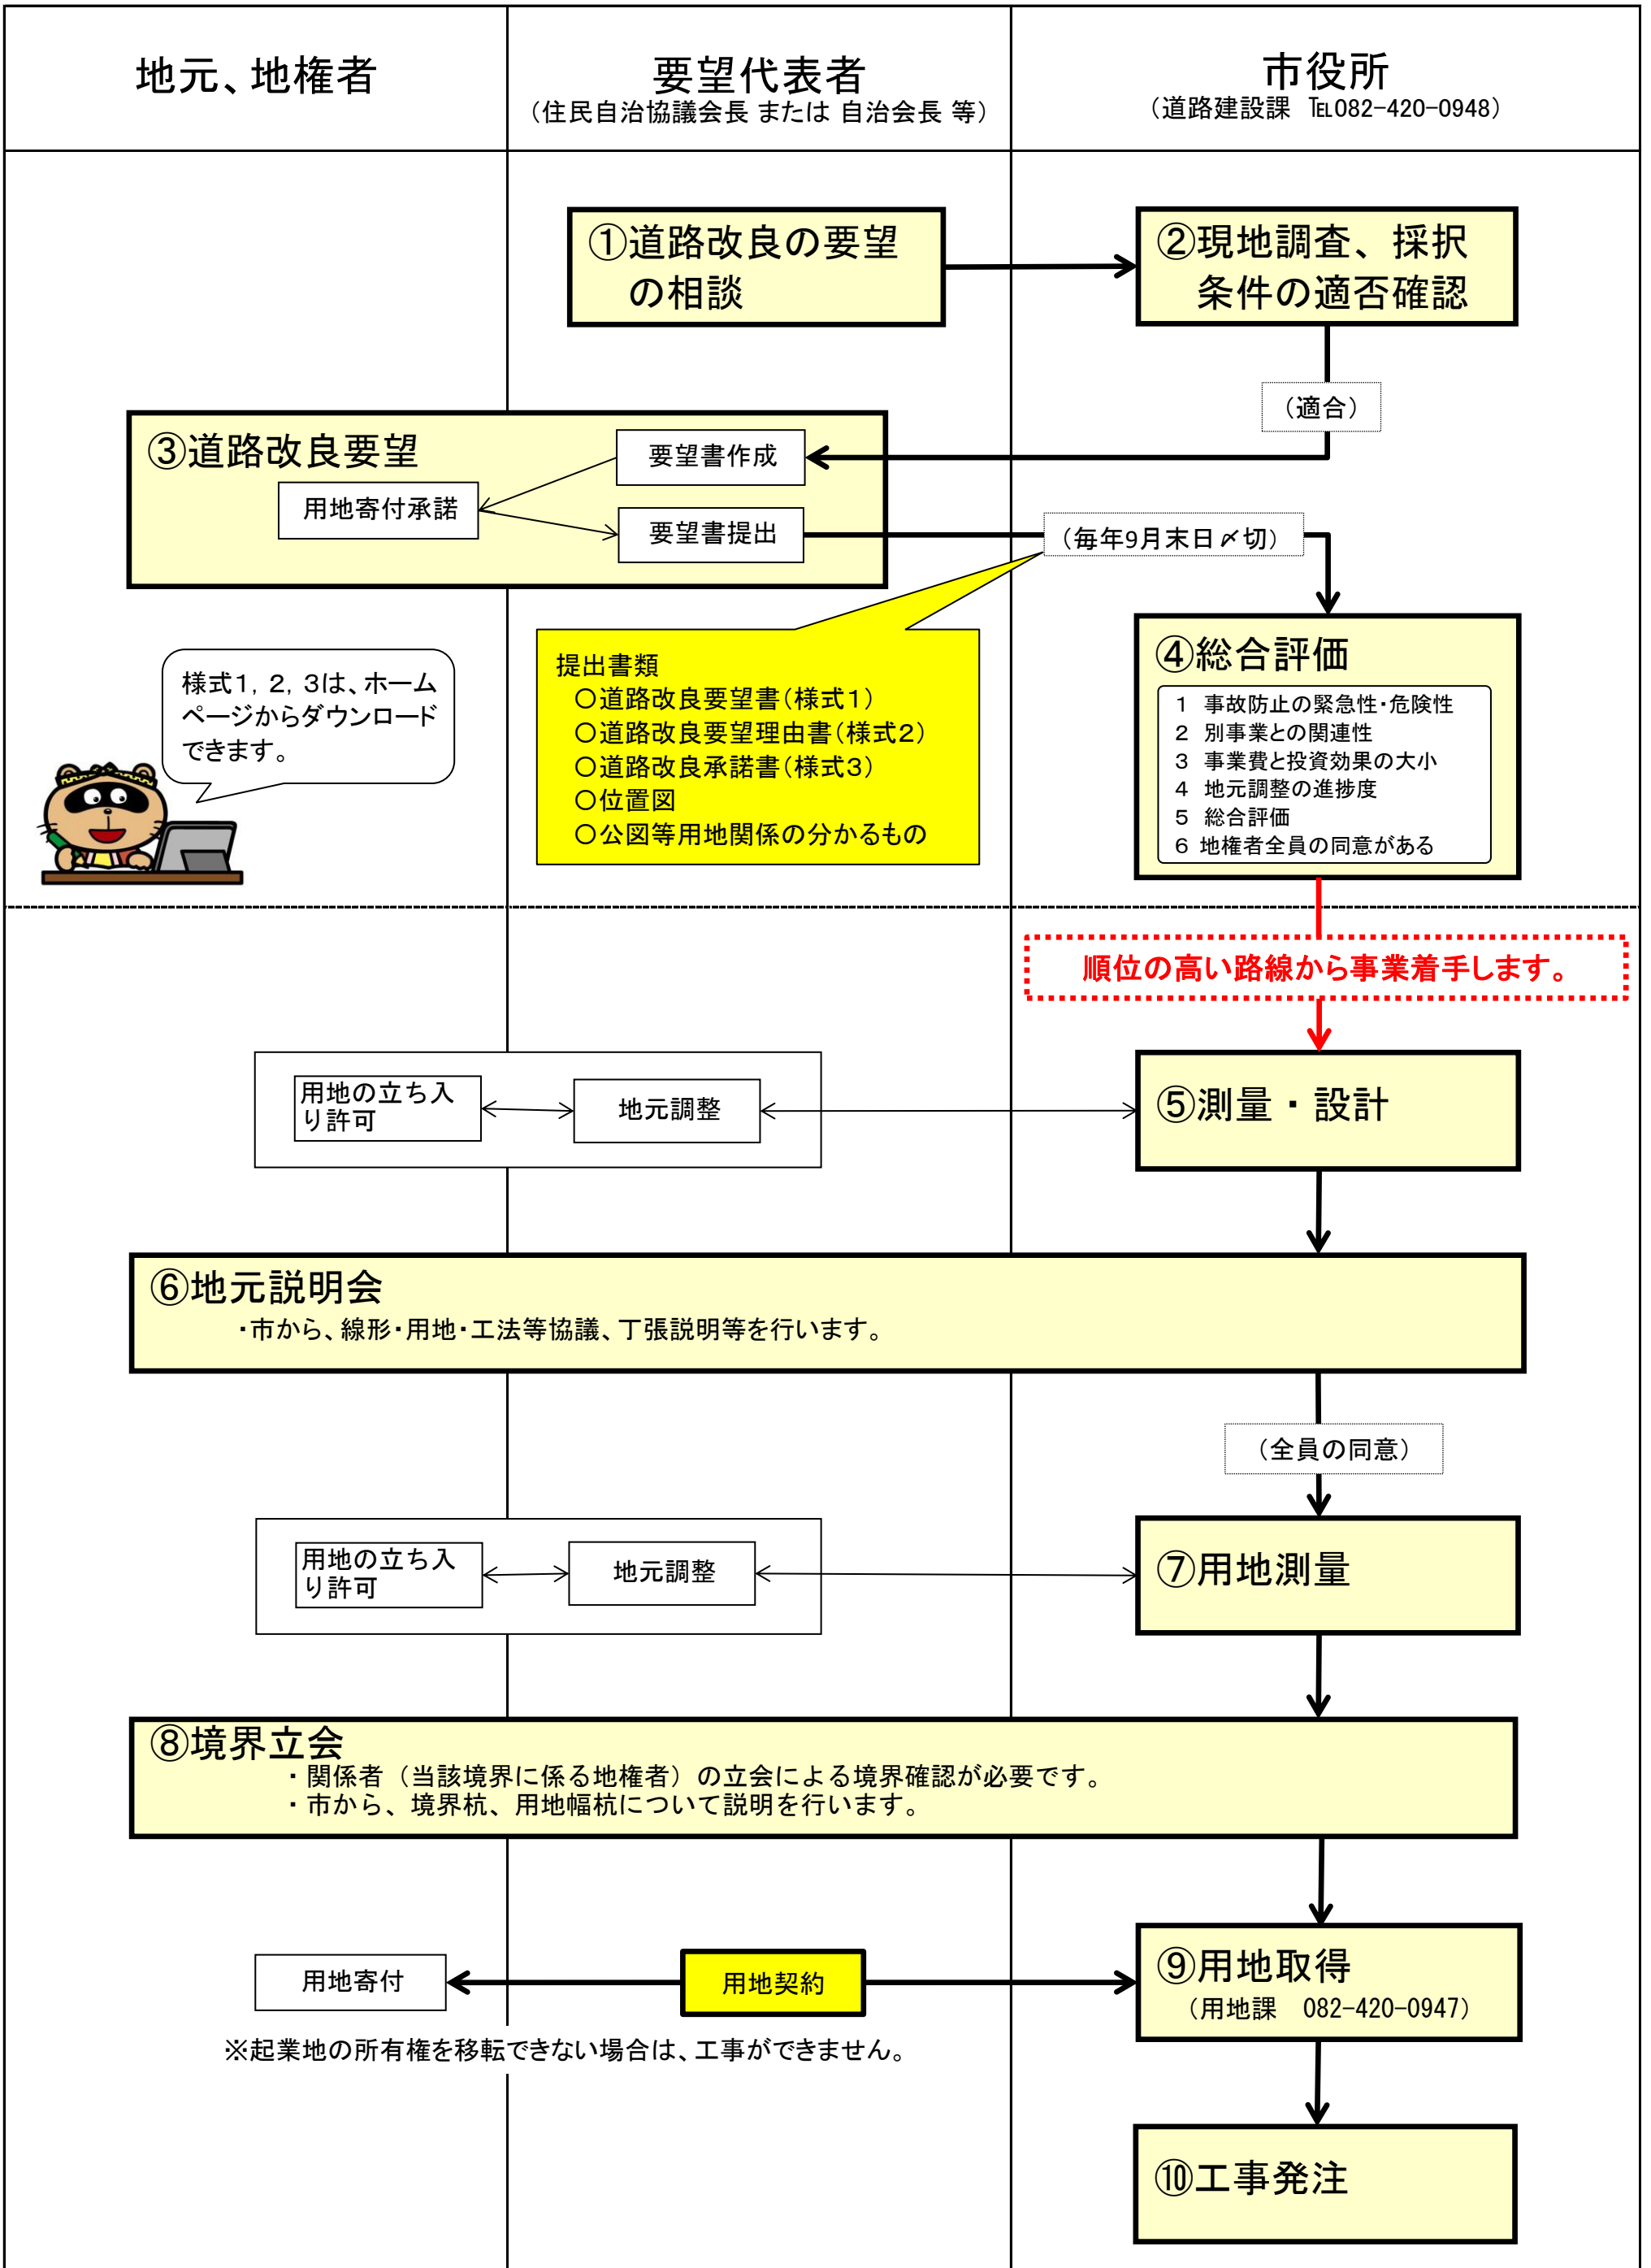 地元、地権者
要望代表者
（住民自治協議会長 または 自治会長 等）
市役所
（道路建設課　℡082-420-0948）
①道路改良の要望
の相談
②現地調査、採択
条件の適否確認
（適合）
③道路改良要望
要望書作成
用地寄付承諾
要望書提出
（毎年9月末日〆切）
提出書類
○道路改良要望書（様式1）
○道路改良要望理由書（様式2）
○道路改良承諾書（様式3）
○位置図
○公図等用地関係の分かるもの
様式1，2，3は、ホーム
ページからダウンロード
できます。
④総合評価
1　事故防止の緊急性・危険性
2　別事業との関連性
3　事業費と投資効果の大小
4　地元調整の進捗度
5　総合評価
6 地権者全員の同意がある
順位の高い路線から事業着手します。
用地の立ち入
り許可
地元調整
⑤測量・設計
⑥地元説明会
・市から、線形・用地・工法等協議、丁張説明等を行います。
（全員の同意）
用地の立ち入
り許可
地元調整
⑦用地測量
⑧境界立会
・関係者（当該境界に係る地権者）の立会による境界確認が必要です。
・市から、境界杭、用地幅杭について説明を行います。
用地寄付
用地契約
⑨用地取得
（用地課　082-420-0947）
※起業地の所有権を移転できない場合は、工事ができません。
⑩工事発注